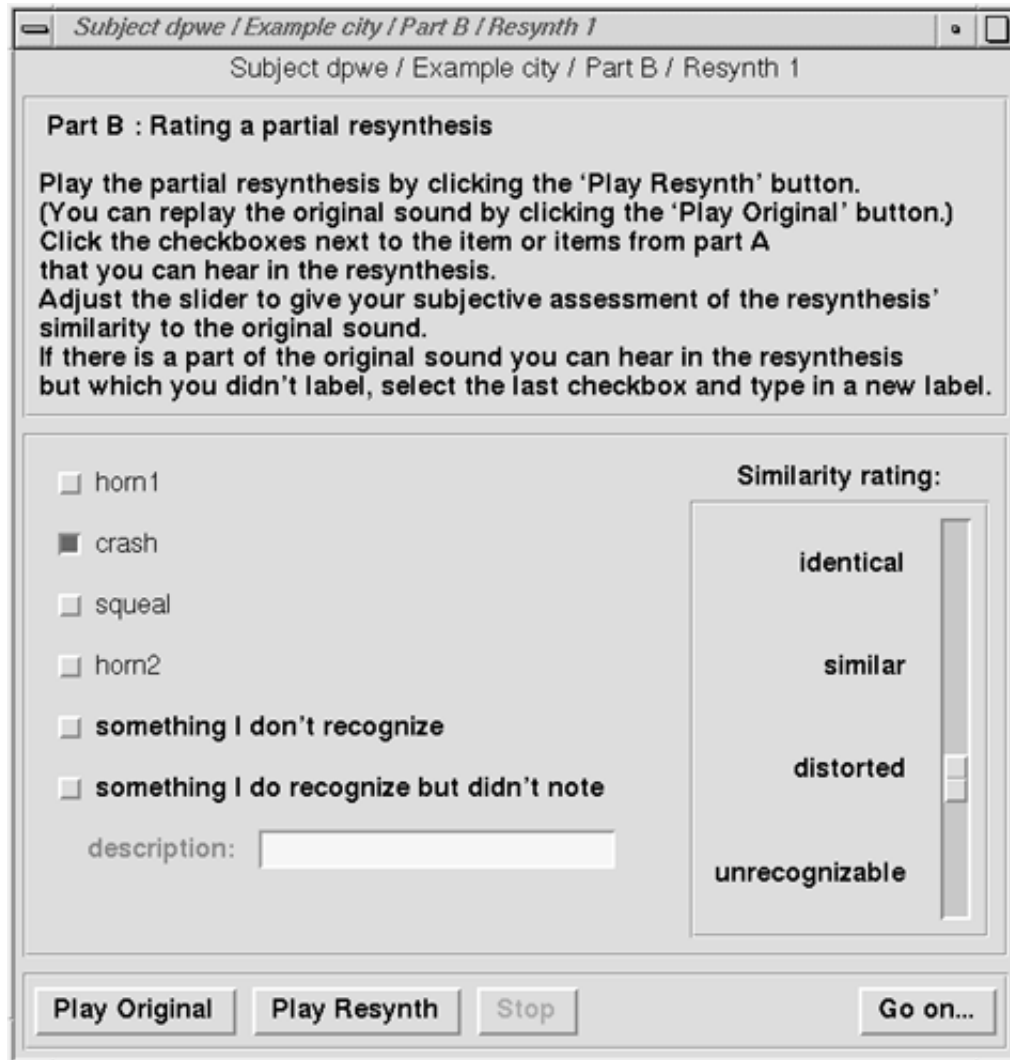 Subject dpwe / Example city / Part B / Resynth 1
Subject dpwe / Example city / Part B / Resynth 1
Part B : Rating a partial resynthesis
Play the partial resynthesis by clicking the ‘Play Resynth’ button.
(You can replay the original sound by clicking the ‘Play Original’ button.)
Click the checkboxes next to the item or items from part A
that you can hear in the resynthesis.
Adjust the slider to give your subjective assessment of the resynthesis’
similarity to the original sound.
If there is a part of the original sound you can hear in the resynthesis
but which you didn’t label, select the last checkbox and type in a new label.
horn1
crash
squeal
horn2
something I don’t recognize
something I do recognize but didn’t note
description:
Similarity rating:
identical
similar
distorted
unrecognizable
Play Original
Play Resynth
Stop
Go on...